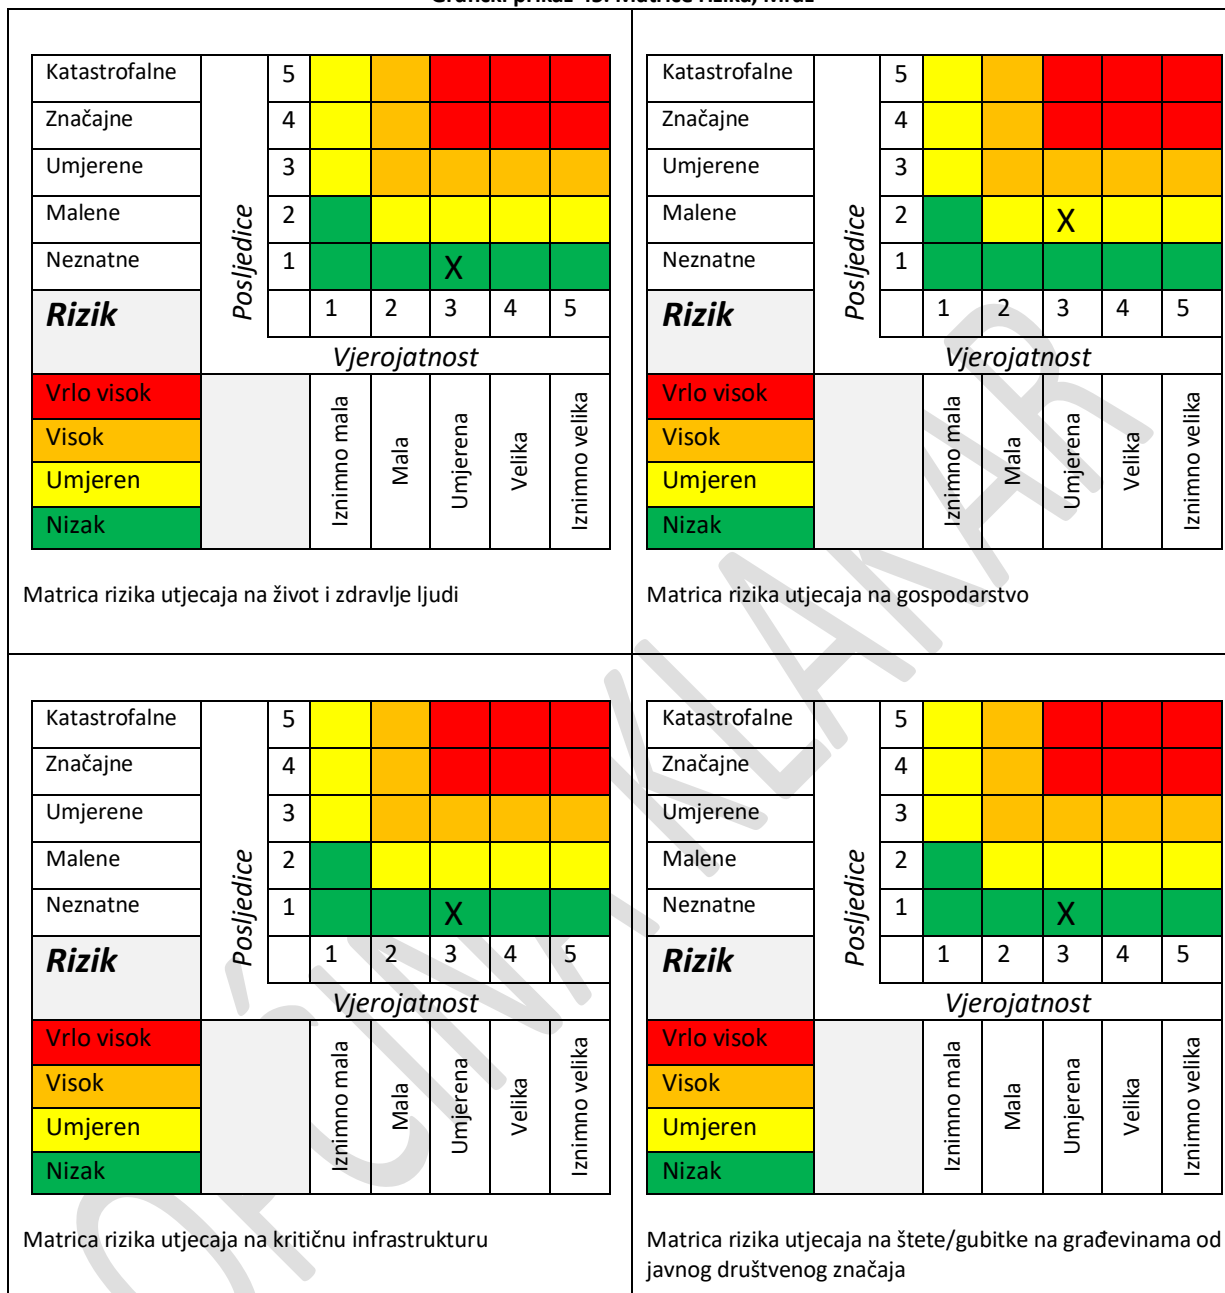 Katastrofalne 5
Značajne 4
Umjerene 3
Malene 2
Neznatne 1 X
Posljedice
Rizik 1 2 3 4 5
Vjerojatnost
Vrlo visok
Visok
Umjeren
Nizak
Iznimno mala
Mala
Umjerena
Velika
Iznimno velika
Matrica rizika utjecaja na život i zdravlje ljudi
Katastrofalne 5
Značajne 4
Umjerene 3
Malene 2 X
Neznatne 1
Posljedice
Rizik 1 2 3 4 5
Vjerojatnost
Vrlo visok
Visok
Umjeren
Nizak
Iznimno mala
Mala
Umjerena
Velika
Iznimno velika
Matrica rizika utjecaja na gospodarstvo
Katastrofalne 5
Značajne 4
Umjerene 3
Malene 2
Neznatne 1 X
Posljedice
Rizik 1 2 3 4 5
Vjerojatnost
Vrlo visok
Visok
Umjeren
Nizak
Iznimno mala
Mala
Umjerena
Velika
Iznimno velika
Matrica rizika utjecaja na kritičnu infrastrukturu
Katastrofalne 5
Značajne 4
Umjerene 3
Malene 2
Neznatne 1 X
Posljedice
Rizik 1 2 3 4 5
Vjerojatnost
Vrlo visok
Visok
Umjeren
Nizak
Iznimno mala
Mala
Umjerena
Velika
Iznimno velika
Matrica rizika utjecaja na štete/gubitke na građevinama od
javnog društvenog značaja
OPĆINA KLAKAR